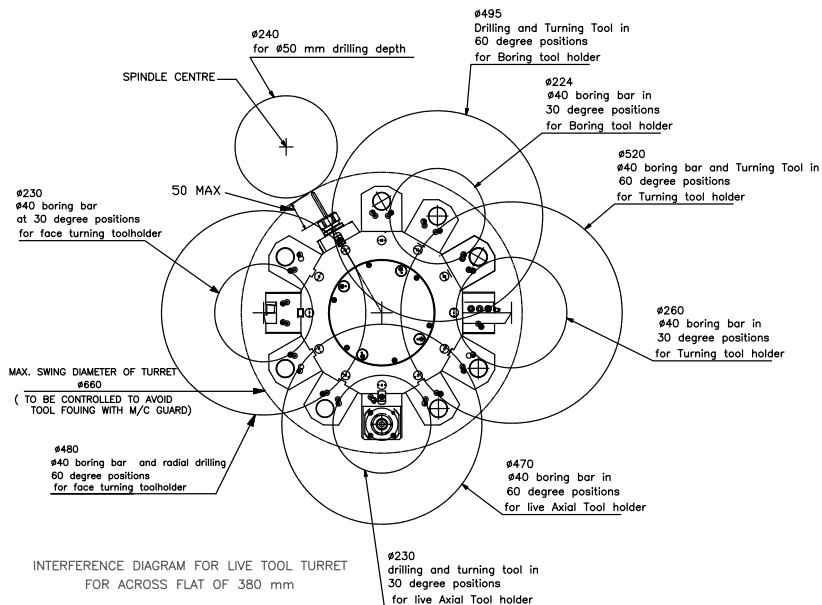 ø240
for ø50 mm drilling depth
SPINDLE CENTRE
ø495
Drilling and Turning Tool in
60 degree positions
for Boring tool holder
ø224
ø40 boring bar in
30 degree positions
for Boring tool holder
ø520
ø40 boring bar and Turning Tool in
60 degree positions
for Turning tool holder
50 MAX
ø230
ø40 boring bar
at 30 degree positions
for face turning toolholder
ø260
ø40 boring bar in
30 degree positions
for Turning tool holder
MAX. SWING DIAMETER OF TURRET
ø660
( TO BE CONTROLLED TO AVOID
TOOL FOUING WITH M/C GUARD)
ø480
ø40 boring bar and radial drilling
60 degree positions
for face turning toolholder
ø470
ø40 boring bar in
60 degree positions
for live Axial Tool holder
ø230
drilling and turning tool in
30 degree positions
for live Axial Tool holder
INTERFERENCE DIAGRAM FOR LIVE TOOL TURRET
FOR ACROSS FLAT OF 380 mm